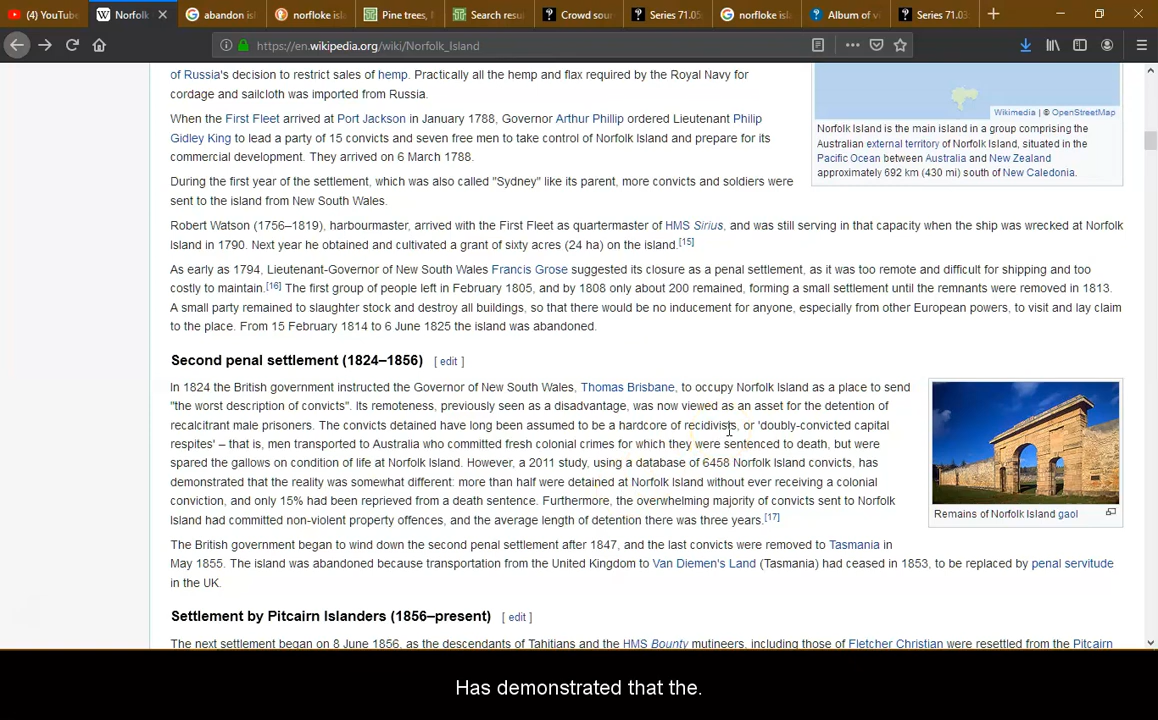 (4) YouTube
Norfolk
abandon isl
norfloke isla
Pine trees, N
Search resu
Crowd sour
Series 71.05
norfloke isla
Album of vi
Series 71.03
https://en.wikipedia.org/wiki/Norfolk_Island
of Russia's decision to restrict sales of hemp. Practically all the hemp and flax required by the Royal Navy for
cordage and sailcloth was imported from Russia.
When the First Fleet arrived at Port Jackson in January 1788, Governor Arthur Phillip ordered Lieutenant Philip
Gidley King to lead a party of 15 convicts and seven free men to take control of Norfolk Island and prepare for its
commercial development. They arrived on 6 March 1788.
During the first year of the settlement, which was also called "Sydney" like its parent, more convicts and soldiers were
sent to the island from New South Wales.
Wikimedia | © OpenStreetMap
Norfolk Island is the main island in a group comprising the
Australian external territory of Norfolk Island, situated in the
Pacific Ocean between Australia and New Zealand
approximately 692 km (430 mi) south of New Caledonia.
Robert Watson (1756–1819), harbourmaster, arrived with the First Fleet as quartermaster of HMS Sirius, and was still serving in that capacity when the ship was wrecked at Norfolk
Island in 1790. Next year he obtained and cultivated a grant of sixty acres (24 ha) on the island.[15]
As early as 1794, Lieutenant-Governor of New South Wales Francis Grose suggested its closure as a penal settlement, as it was too remote and difficult for shipping and too
costly to maintain.[16] The first group of people left in February 1805, and by 1808 only about 200 remained, forming a small settlement until the remnants were removed in 1813.
A small party remained to slaughter stock and destroy all buildings, so that there would be no inducement for anyone, especially from other European powers, to visit and lay claim
to the place. From 15 February 1814 to 6 June 1825 the island was abandoned.
Second penal settlement (1824–1856) [ edit ]
In 1824 the British government instructed the Governor of New South Wales, Thomas Brisbane, to occupy Norfolk Island as a place to send
"the worst description of convicts". Its remoteness, previously seen as a disadvantage, was now viewed as an asset for the detention of
recalcitrant male prisoners. The convicts detained have long been assumed to be a hardcore of recidivists, or 'doubly-convicted capital
respites' – that is, men transported to Australia who committed fresh colonial crimes for which they were sentenced to death, but were
spared the gallows on condition of life at Norfolk Island. However, a 2011 study, using a database of 6458 Norfolk Island convicts, has
demonstrated that the reality was somewhat different: more than half were detained at Norfolk Island without ever receiving a colonial
conviction, and only 15% had been reprieved from a death sentence. Furthermore, the overwhelming majority of convicts sent to Norfolk
Island had committed non-violent property offences, and the average length of detention there was three years.[17]
Remains of Norfolk Island gaol
The British government began to wind down the second penal settlement after 1847, and the last convicts were removed to Tasmania in
May 1855. The island was abandoned because transportation from the United Kingdom to Van Diemen's Land (Tasmania) had ceased in 1853, to be replaced by penal servitude
in the UK.
Settlement by Pitcairn Islanders (1856–present) [ edit ]
The next settlement began on 8 June 1856, as the descendants of Tahitians and the HMS Bounty mutineers, including those of Fletcher Christian were resettled from the Pitcairn
Has demonstrated that the.